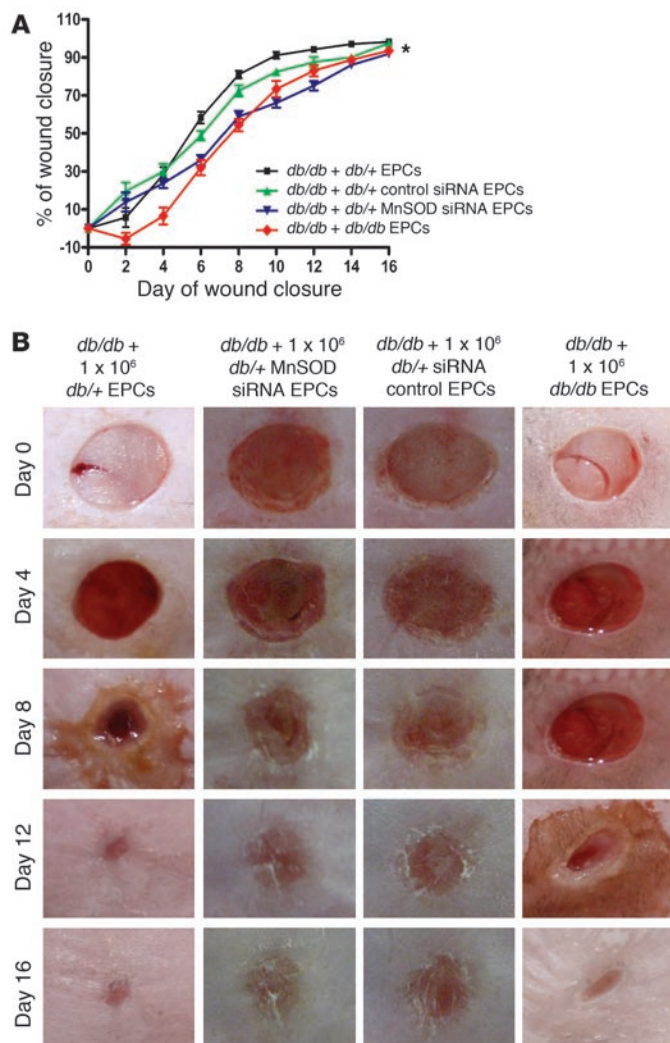 A
110
90
70
50
30
10
-10
% of wound closure
*
db/db + db/+ EPCs
db/db + db/+ control siRNA EPCs
db/db + db/+ MnSOD siRNA EPCs
db/db + db/db EPCs
0 2 4 6 8 10 12 14 16
Day of wound closure
B
db/db +
1 x 10⁶
db/+ EPCs
db/db + 1 x 10⁶
db/+ MnSOD
siRNA EPCs
db/db + 1 x 10⁶
db/+ siRNA
control EPCs
db/db +
1 x 10⁶
db/db EPCs
Day 0
Day 4
Day 8
Day 12
Day 16